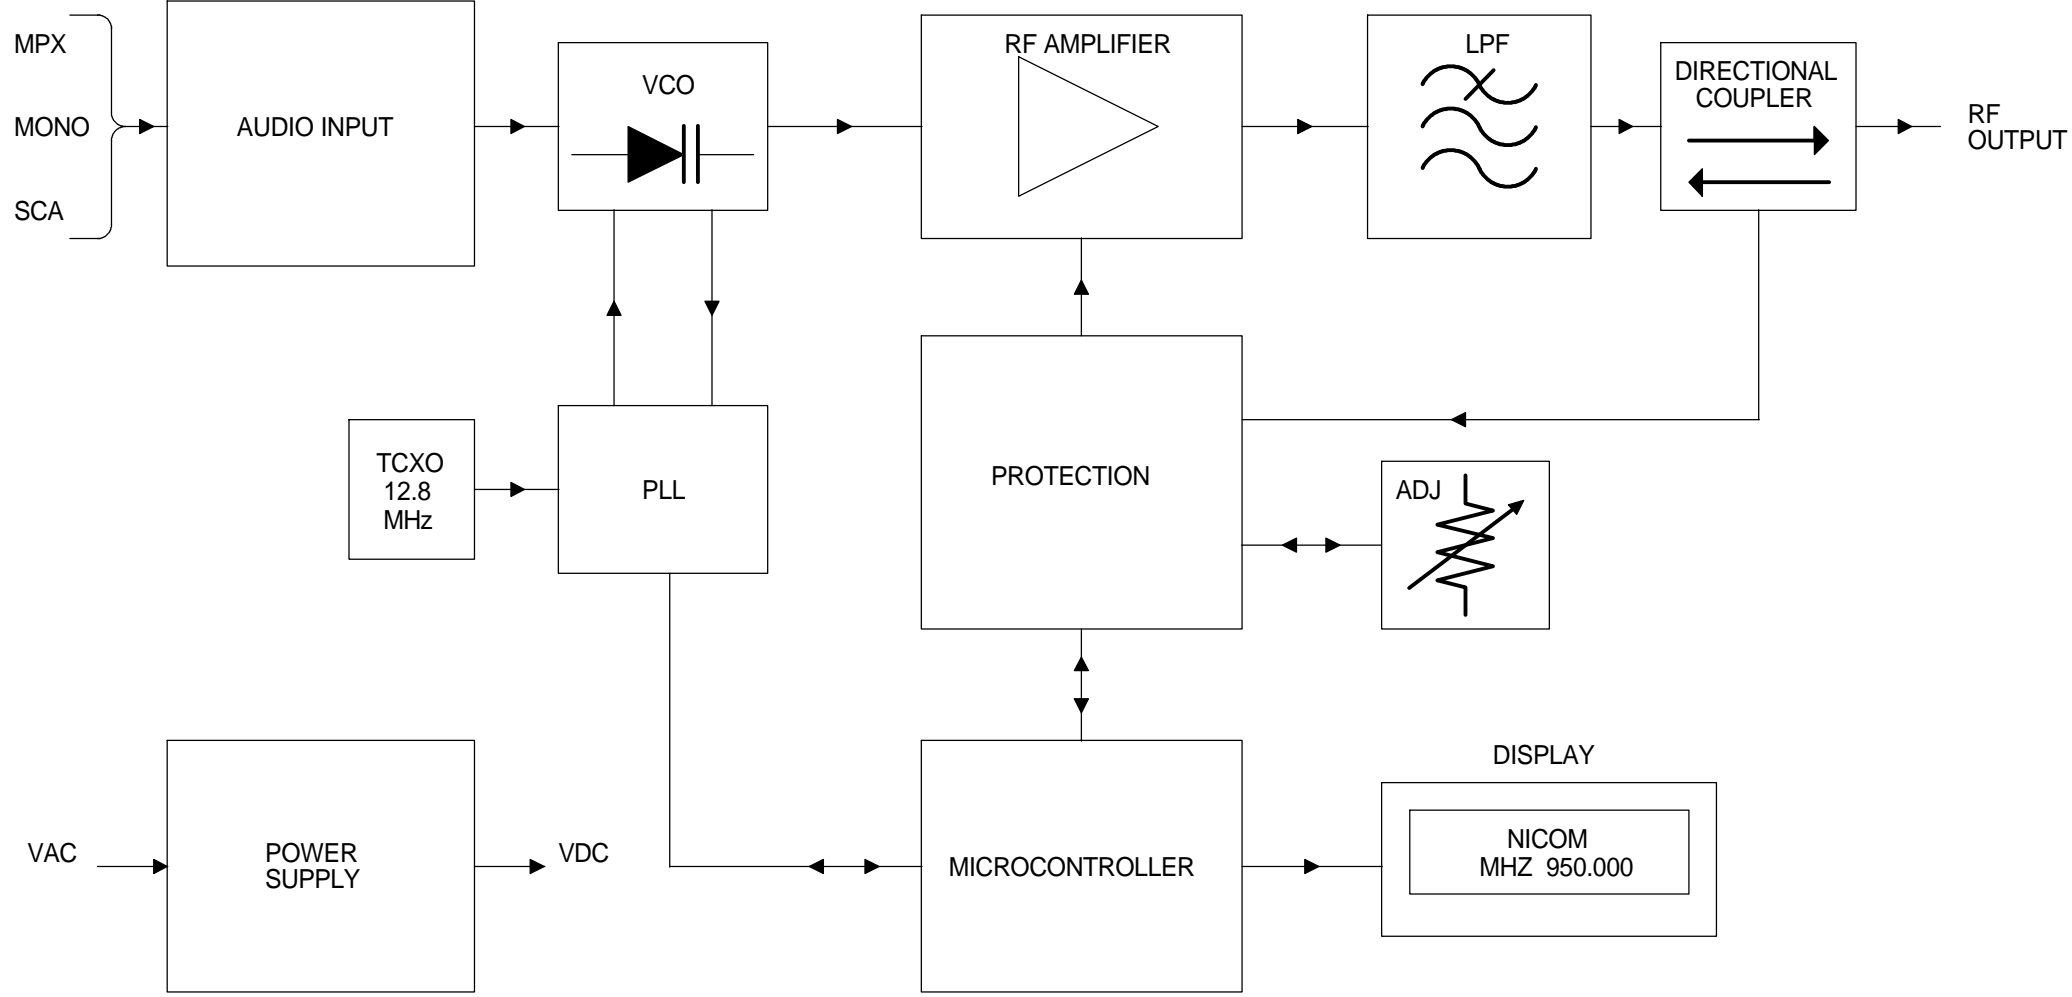 MPX
MONO
SCA
AUDIO INPUT
VCO
RF AMPLIFIER
LPF
DIRECTIONAL
COUPLER
RF
OUTPUT
TCXO
12.8
MHz
PLL
PROTECTION
ADJ
VAC
POWER
SUPPLY
VDC
MICROCONTROLLER
DISPLAY
NICOM
MHZ 950.000